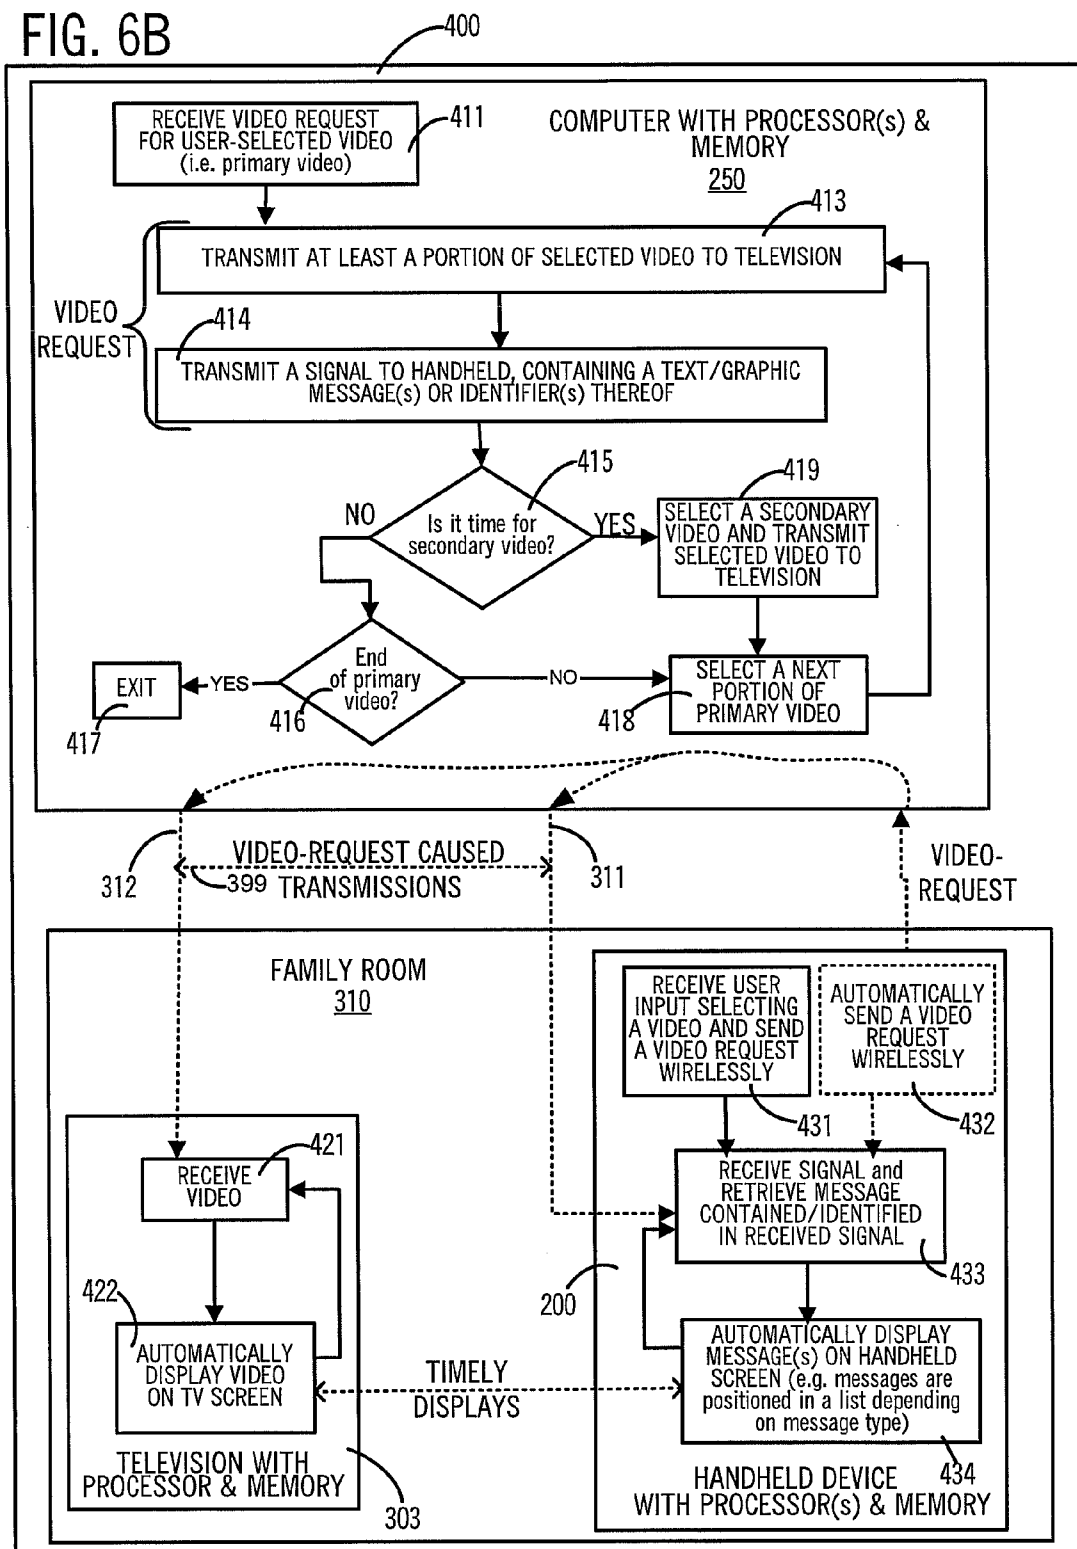 FIG. 6B
400
RECEIVE VIDEO REQUEST
FOR USER-SELECTED VIDEO
(i.e. primary video)
411
COMPUTER WITH PROCESSOR(s) &
MEMORY
250
413
TRANSMIT AT LEAST A PORTION OF SELECTED VIDEO TO TELEVISION
VIDEO
REQUEST
414
TRANSMIT A SIGNAL TO HANDHELD, CONTAINING A TEXT/GRAPHIC
MESSAGE(s) OR IDENTIFIER(s) THEREOF
415
NO
Is it time for
secondary video?
YES
419
SELECT A SECONDARY
VIDEO AND TRANSMIT
SELECTED VIDEO TO
TELEVISION
EXIT
417
YES
End
of primary
video?
416
NO
SELECT A NEXT
PORTION OF
PRIMARY VIDEO
418
312
VIDEO-REQUEST CAUSED
399
TRANSMISSIONS
311
VIDEO-
REQUEST
FAMILY ROOM
310
RECEIVE USER
INPUT SELECTING
A VIDEO AND SEND
A VIDEO REQUEST
WIRELESSLY
431
AUTOMATICALLY
SEND A VIDEO
REQUEST
WIRELESSLY
432
421
RECEIVE
VIDEO
RECEIVE SIGNAL and
RETRIEVE MESSAGE
CONTAINED/IDENTIFIED
IN RECEIVED SIGNAL
433
200
422
AUTOMATICALLY
DISPLAY VIDEO
ON TV SCREEN
TIMELY
DISPLAYS
AUTOMATICALLY DISPLAY
MESSAGE(s) ON HANDHELD
SCREEN (e.g. messages are
positioned in a list depending
on message type)
434
TELEVISION WITH
PROCESSOR & MEMORY
303
HANDHELD DEVICE
WITH PROCESSOR(s) & MEMORY